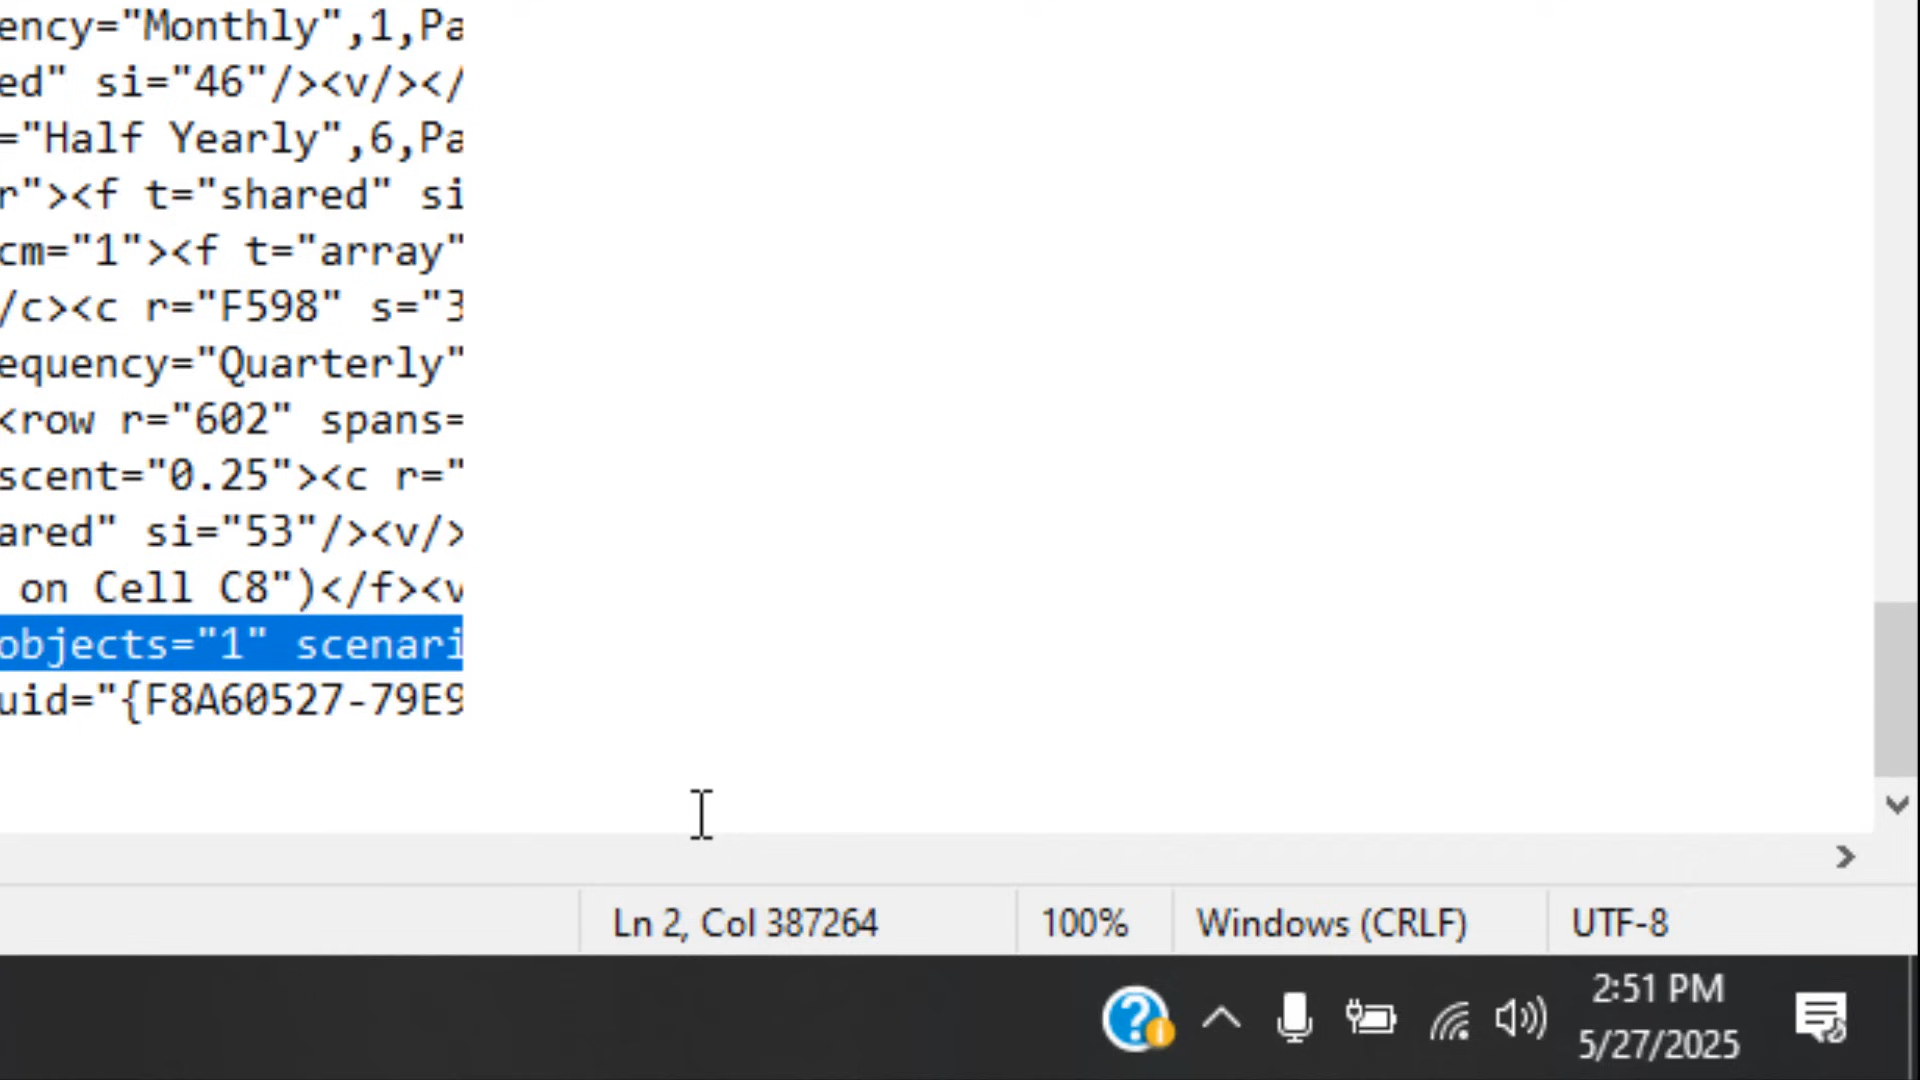 ency="Monthly",1,Pa
ed" si="46"/><v/></
="Half Yearly",6,Pa
r"><f t="shared" si
cm="1"><f t="array"
/c><c r="F598" s="3
equency="Quarterly"
<row r="602" spans=
scent="0.25"><c r="
ared" si="53"/><v/>
on Cell C8")</f><v
objects="1" scenari
uid="{F8A60527-79E9
Ln 2, Col 387264
100%
Windows (CRLF)
UTF-8
2:51 PM
5/27/2025